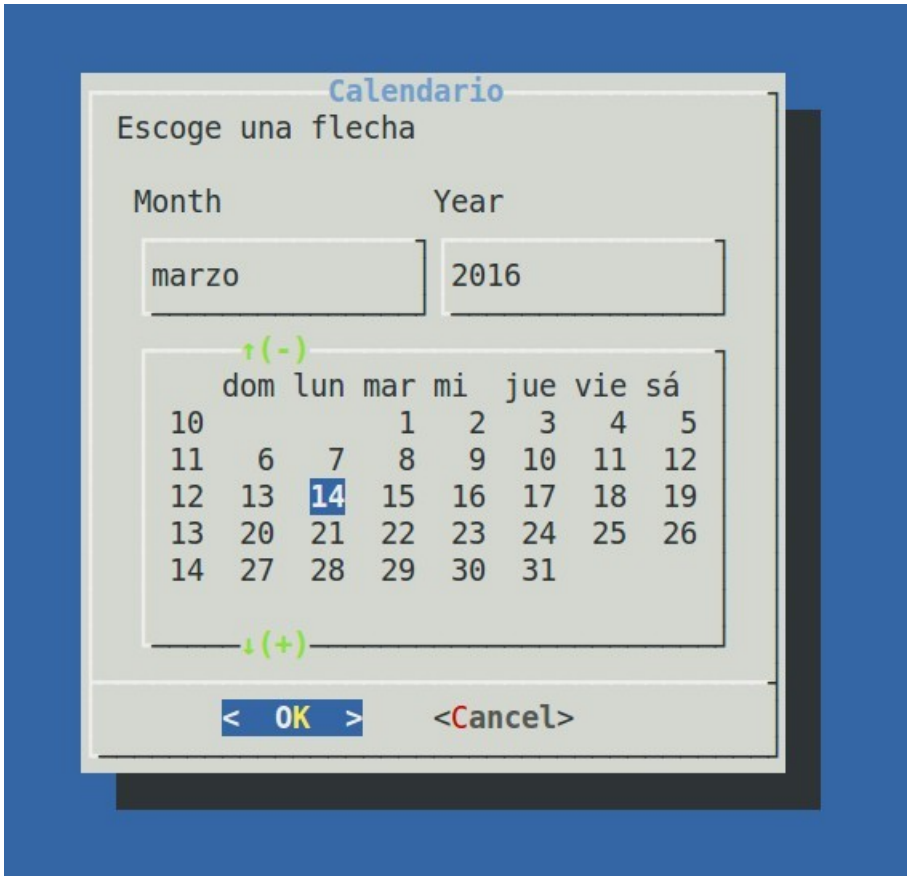 Calendario
Escoge una flecha
Month Year
marzo 2016
↑(-)
dom lun mar mi jue vie sá
10 1 2 3 4 5
11 6 7 8 9 10 11 12
12 13 14 15 16 17 18 19
13 20 21 22 23 24 25 26
14 27 28 29 30 31
↓(+)
< OK > <Cancel>